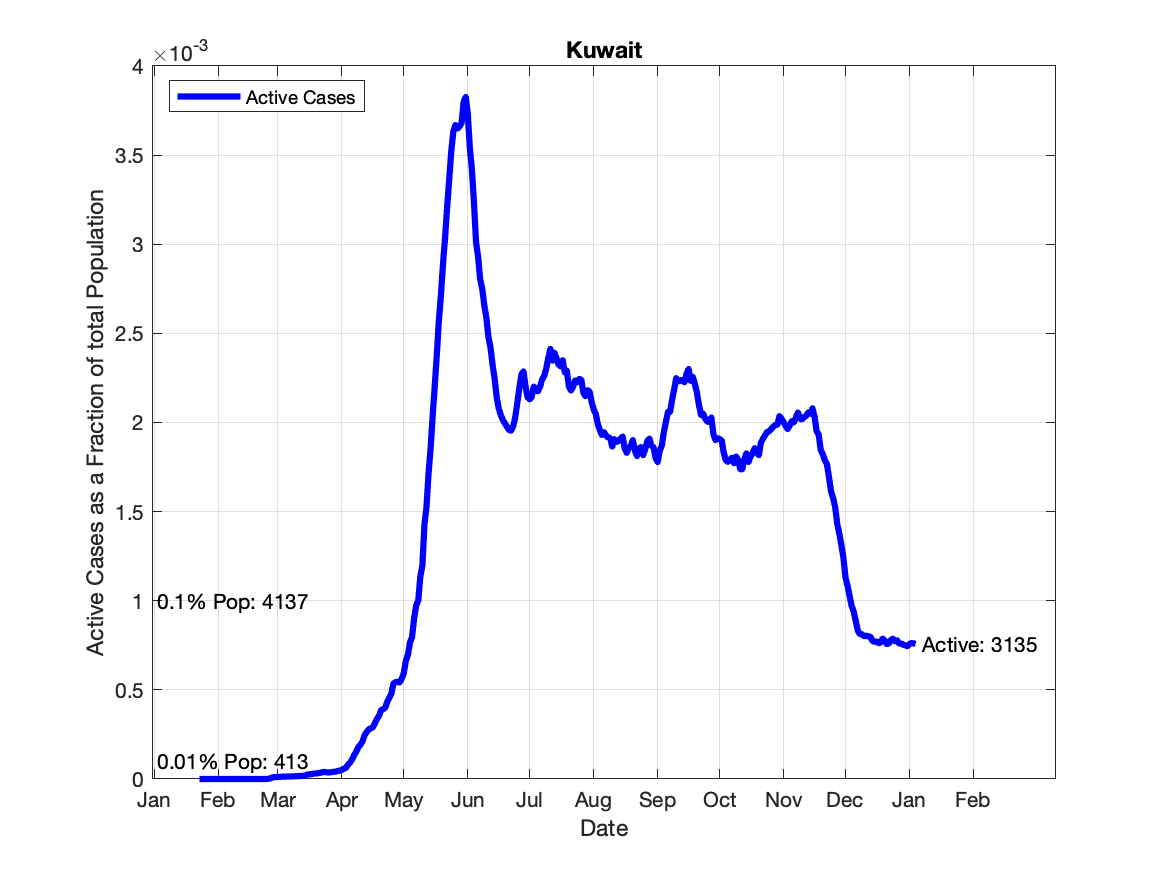 Kuwait
×10-3
4
Active Cases
3.5
3
2.5
2
1.5
1
0.1% Pop: 4137
Active: 3135
0.5
0.01% Pop: 413
0
Jan Feb Mar Apr May Jun Jul Aug Sep Oct Nov Dec Jan Feb
Date
Active Cases as a Fraction of total Population